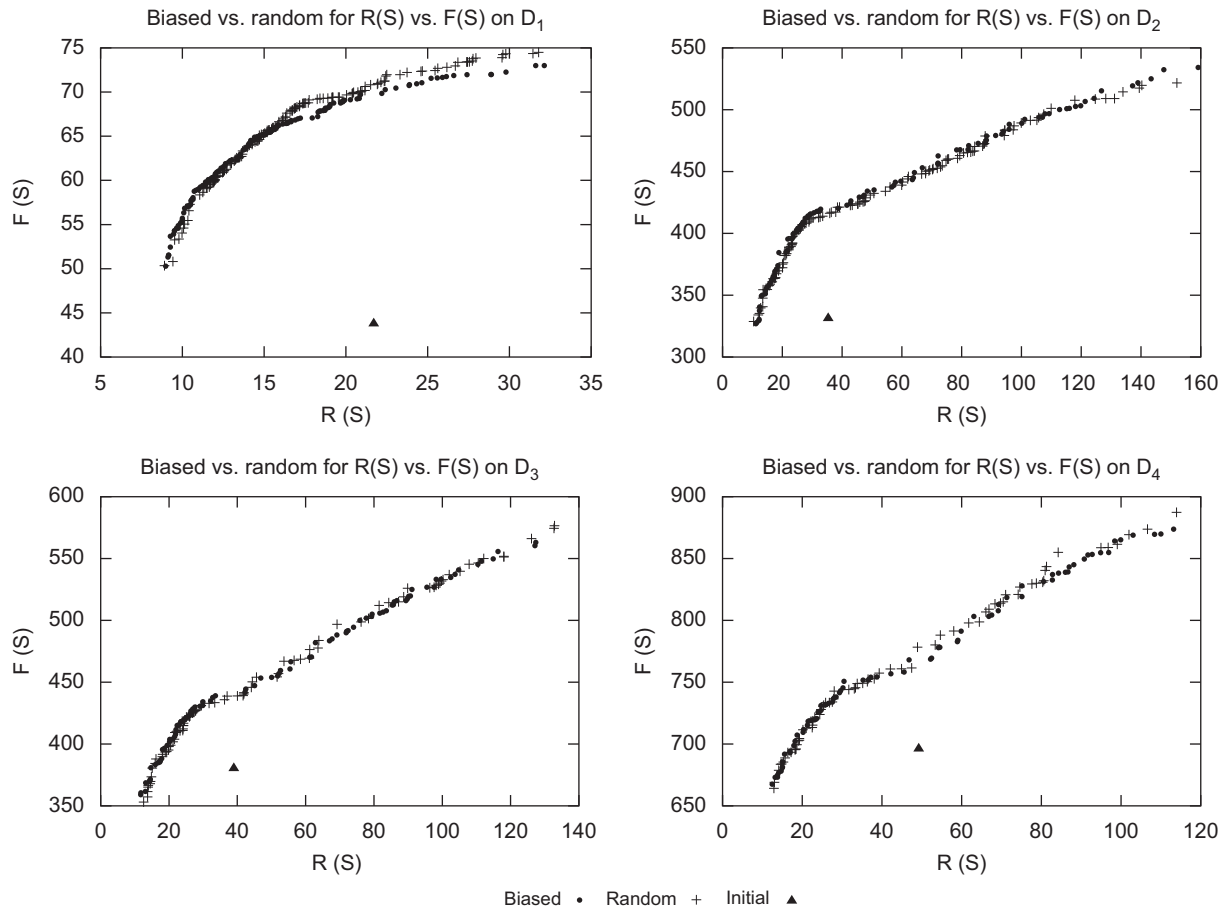 Biased vs. random for R(S) vs. F(S) on D1
75
70
65
60
55
50
45
40
F (S)
5 10 15 20 25 30 35
R (S)
Biased vs. random for R(S) vs. F(S) on D2
550
500
450
400
350
300
F (S)
0 20 40 60 80 100 120 140 160
R (S)
Biased vs. random for R(S) vs. F(S) on D3
600
550
500
450
400
350
F (S)
0 20 40 60 80 100 120 140
R (S)
Biased vs. random for R(S) vs. F(S) on D4
900
850
800
750
700
650
F (S)
0 20 40 60 80 100 120
R (S)
Biased Random Initial